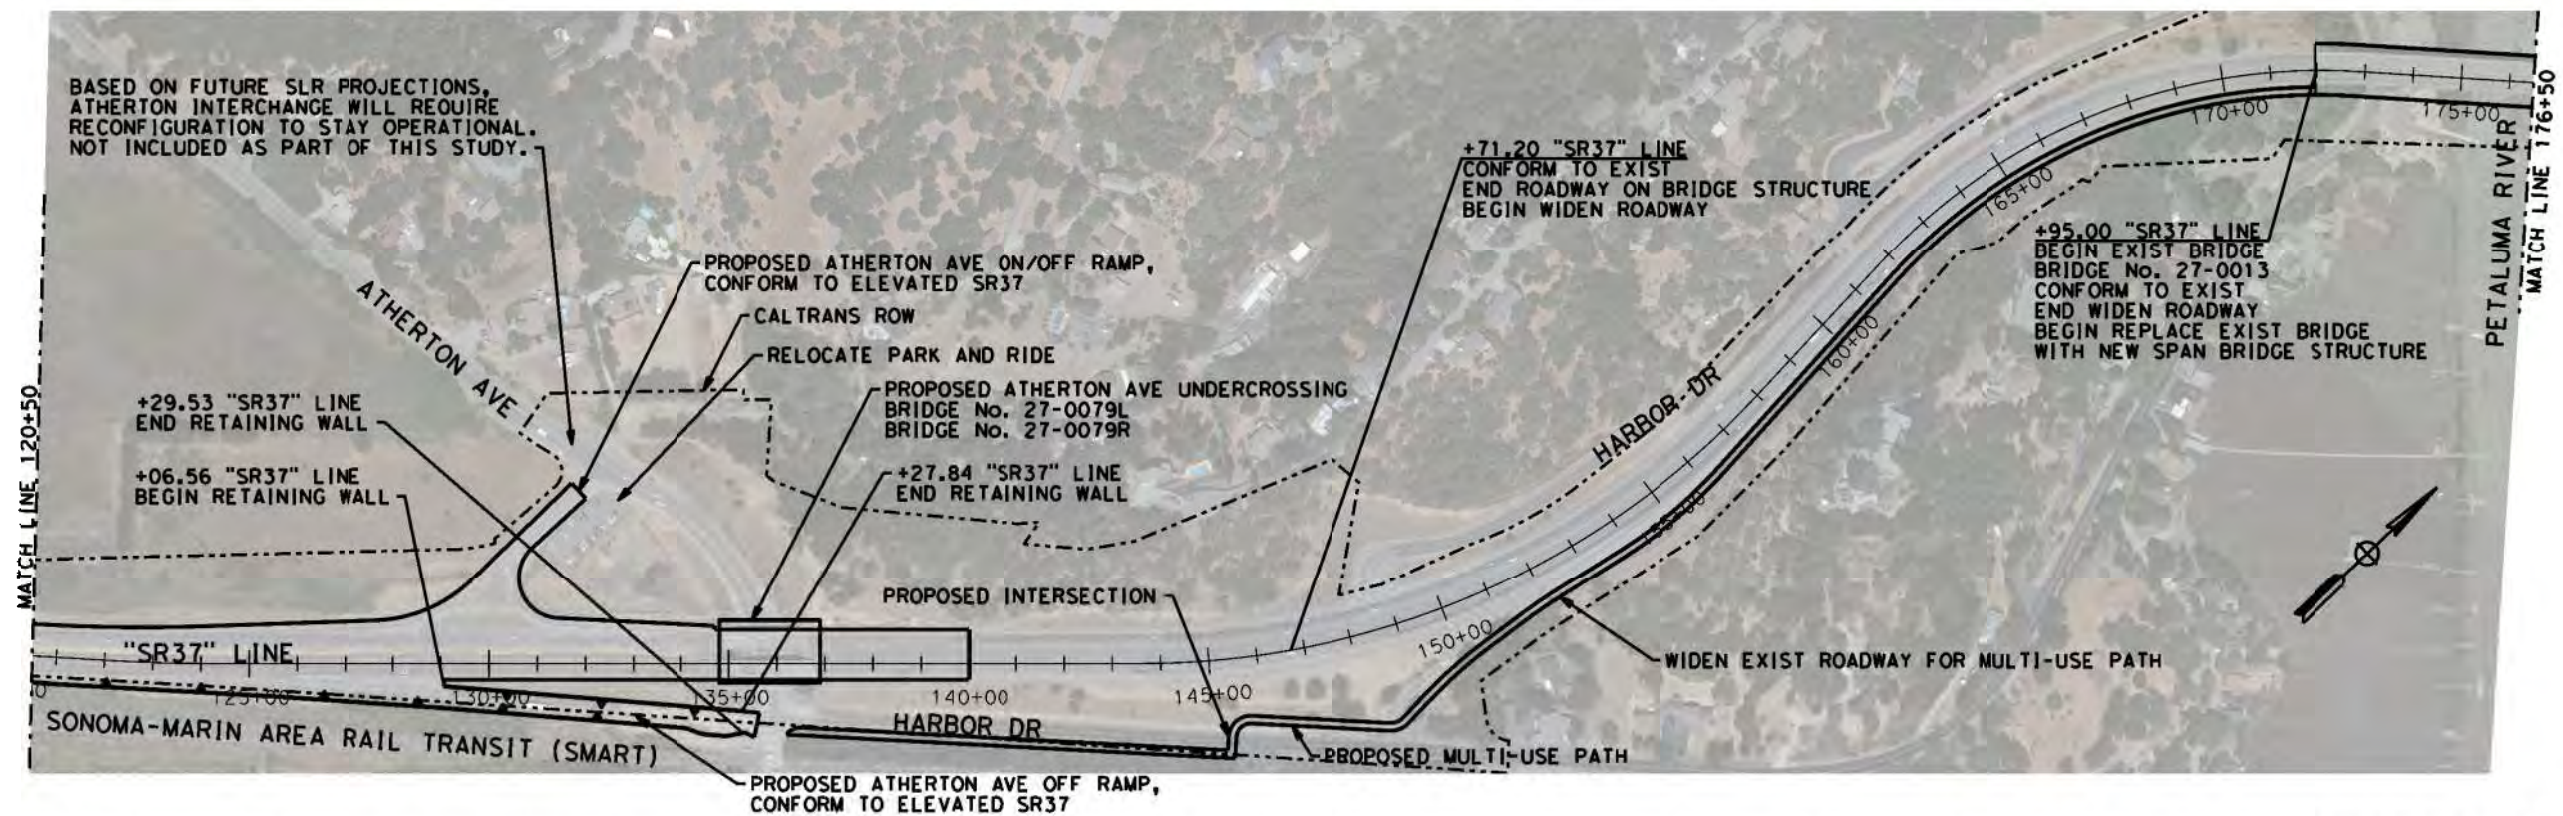 BASED ON FUTURE SLR PROJECTIONS,
ATHERTON INTERCHANGE WILL REQUIRE
RECONFIGURATION TO STAY OPERATIONAL.
NOT INCLUDED AS PART OF THIS STUDY.
ATHERTON AVE
PROPOSED ATHERTON AVE ON/OFF RAMP,
CONFORM TO ELEVATED SR37
CALTRANS ROW
RELOCATE PARK AND RIDE
PROPOSED ATHERTON AVE UNDERCROSSING
BRIDGE No. 27-0079L
BRIDGE No. 27-0079R
+29.53 "SR37" LINE
END RETAINING WALL
+06.56 "SR37" LINE
BEGIN RETAINING WALL
+27.84 "SR37" LINE
END RETAINING WALL
PROPOSED INTERSECTION
+71.20 "SR37" LINE
CONFORM TO EXIST
END ROADWAY ON BRIDGE STRUCTURE
BEGIN WIDEN ROADWAY
HARBOR DR
+95.00 "SR37" LINE
BEGIN EXIST BRIDGE
BRIDGE No. 27-0013
CONFORM TO EXIST
END WIDEN ROADWAY
BEGIN REPLACE EXIST BRIDGE
WITH NEW SPAN BRIDGE STRUCTURE
PETALUMA RIVER
MATCH LINE 176+50
MATCH LINE 120+50
"SR37" LINE
0
125+00
130+00
35+00
140+00
145+00
150+00
155+00
160+00
165+00
170+00
175+00
SONOMA-MARIN AREA RAIL TRANSIT (SMART)
HARBOR DR
PROPOSED MULTI-USE PATH
WIDEN EXIST ROADWAY FOR MULTI-USE PATH
PROPOSED ATHERTON AVE OFF RAMP,
CONFORM TO ELEVATED SR37